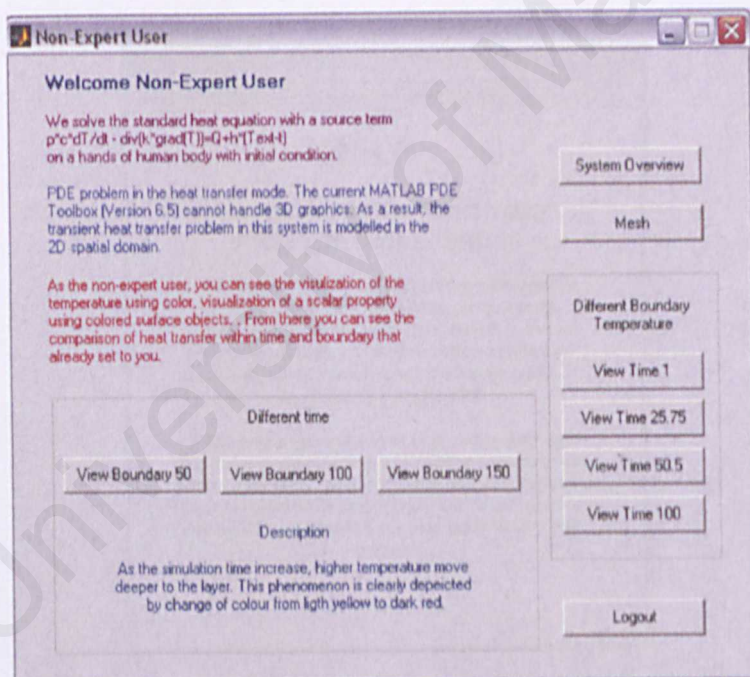 Non-Expert User
Welcome Non-Expert User
We solve the standard heat equation with a source term
p*c*dT/dt - div(k*grad(T))=Q+h*(Text-t)
on a hands of human body with initial condition.
PDE problem in the heat transfer mode. The current MATLAB PDE
Toolbox (Version 6.5) cannot handle 3D graphics. As a result, the
transient heat transfer problem in this system is modelled in the
2D spatial domain.
As the non-expert user, you can see the visulization of the
temperature using color, visualization of a scalar property
using colored surface objects, . From there you can see the
comparison of heat transfer within time and boundary that
already set to you.
System Overview
Mesh
Different Boundary
Temperature
View Time 1
View Time 25.75
View Time 50.5
View Time 100
Different time
View Boundary 50
View Boundary 100
View Boundary 150
Description
As the simulation time increase, higher temperature move
deeper to the layer. This phenomenon is clearly depeicted
by change of colour from ligth yellow to dark red.
Logout
University of Ma